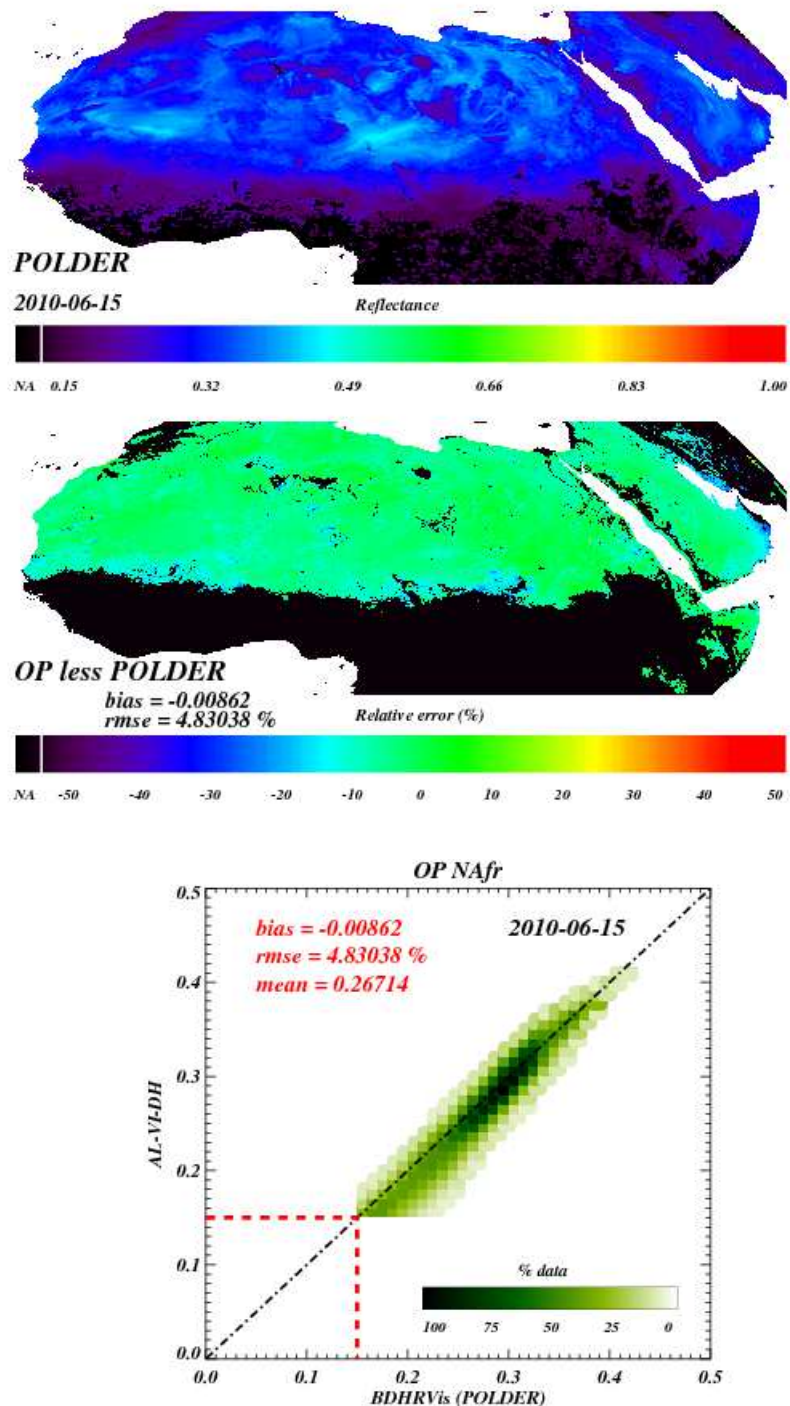 POLDER
2010-06-15 Reflectance
NA 0.15 0.32 0.49 0.66 0.83 1.00
OP less POLDER
bias = -0.00862
rmse = 4.83038 % Relative error (%)
NA -50 -40 -30 -20 -10 0 10 20 30 40 50
OP NAfr
0.5
bias = -0.00862 2010-06-15
rmse = 4.83038 %
mean = 0.26714
0.4
0.3
AL-VI-DH
0.2
0.1
% data
100 75 50 25 0
0.0
0.0 0.1 0.2 0.3 0.4 0.5
BDHRVis (POLDER)